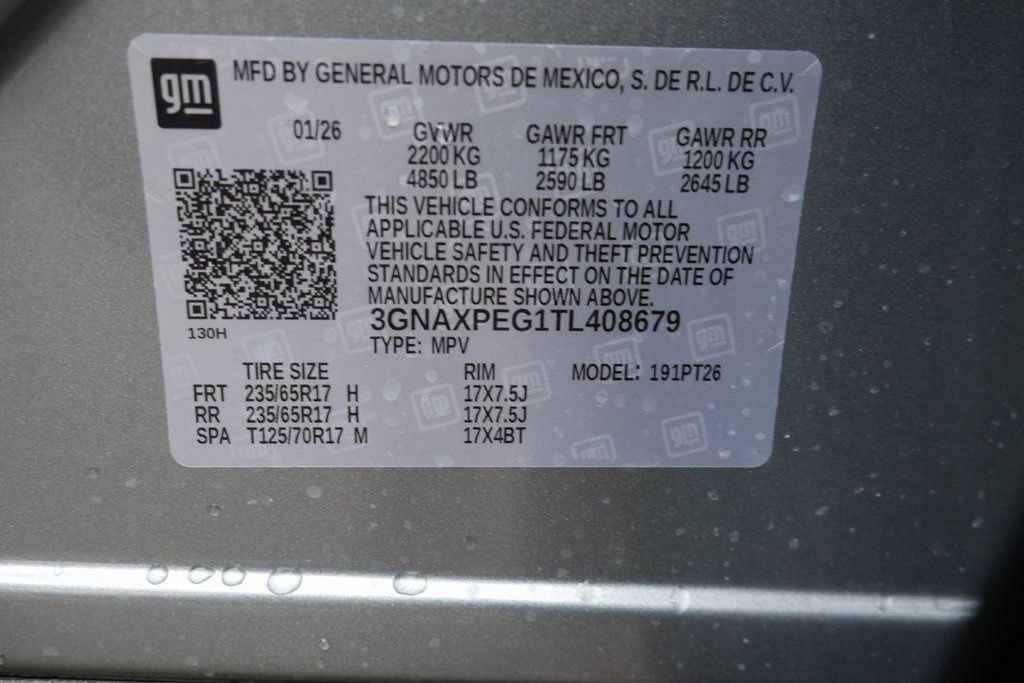 gm MFD BY GENERAL MOTORS DE MEXICO, S. DE R.L. DE C.V.
01/26 GVWR GAWR FRT GAWR RR
2200 KG 1175 KG 1200 KG
4850 LB 2590 LB 2645 LB
THIS VEHICLE CONFORMS TO ALL
APPLICABLE U.S. FEDERAL MOTOR
VEHICLE SAFETY AND THEFT PREVENTION
STANDARDS IN EFFECT ON THE DATE OF
MANUFACTURE SHOWN ABOVE.
130H 3GNAXPEG1TL408679
TYPE: MPV
TIRE SIZE RIM MODEL: 191PT26
FRT 235/65R17 H 17X7.5J
RR 235/65R17 H 17X7.5J
SPA T125/70R17 M 17X4BT